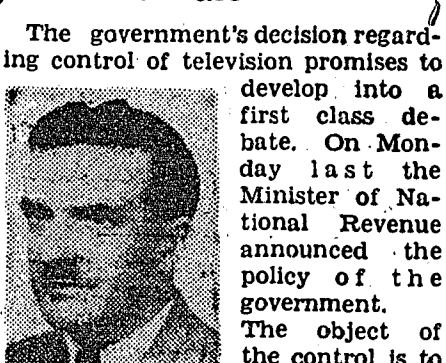 The government's decision regard-
ing control of television promises to
develop into a
first class de-
bate. On Mon-
day last the
Minister of Na-
tional Revenue
announced the
policy of the
government.
The object of
the control is to